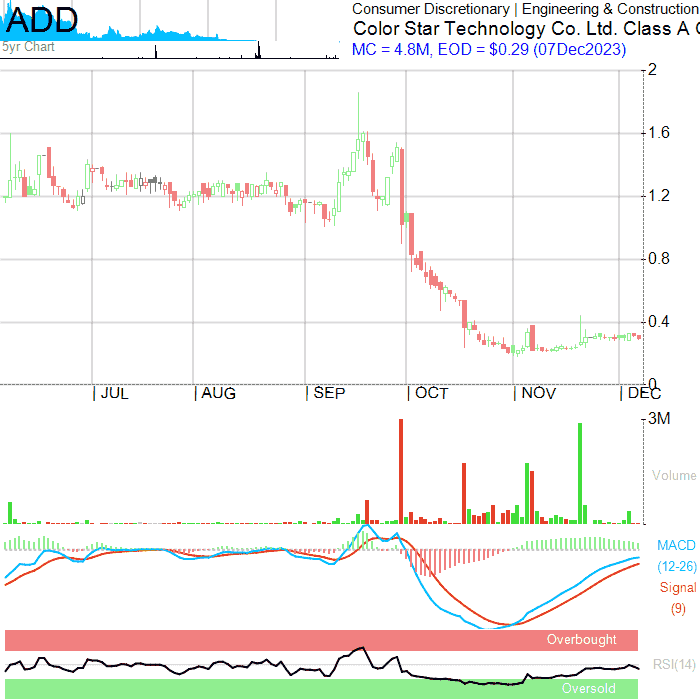 ADD
Consumer Discretionary | Engineering & Construction
Color Star Technology Co. Ltd. Class A
5yr Chart
MC = 4.8M, EOD = $0.29 (07Dec2023)
2
1.6
1.2
0.8
0.4
0
JUL AUG SEP OCT NOV DEC
3M
Volume
MACD
(12-26)
Signal
(9)
Overbought
RSI(14)
Oversold